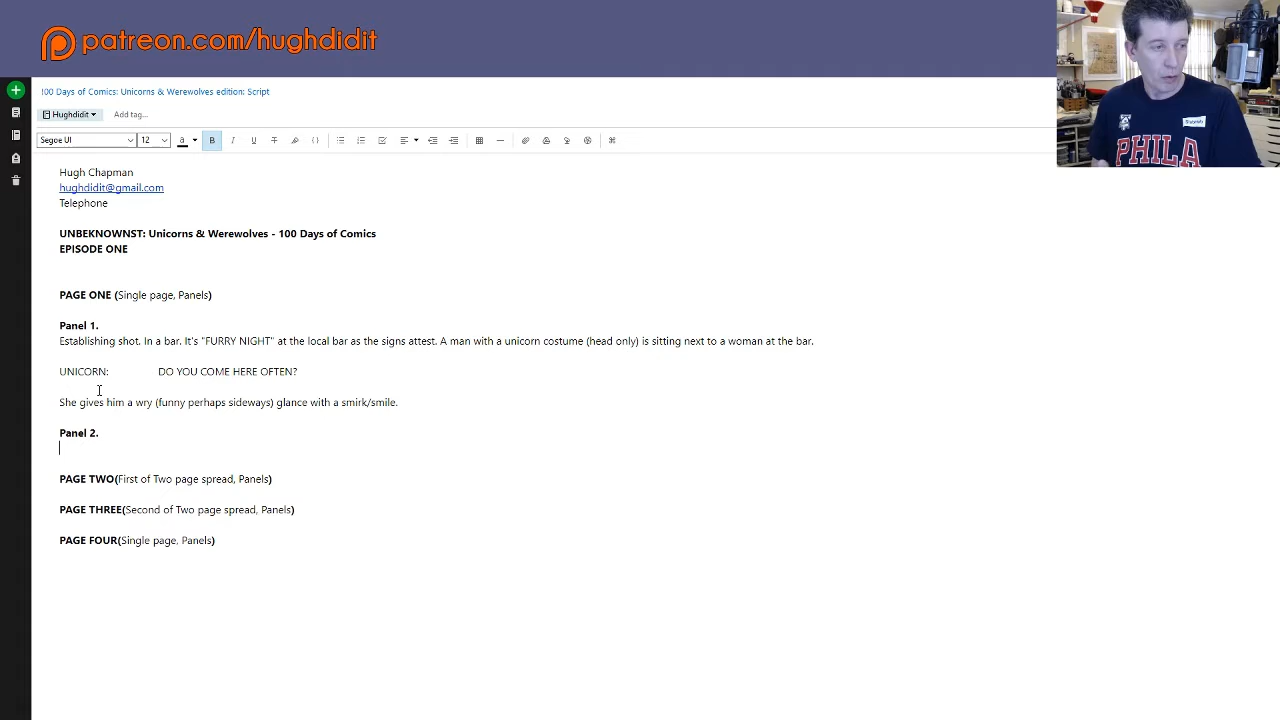 patreon.com/hughdidit
100 Days of Comics: Unicorns & Werewolves edition: Script
Hughdidit
Add tag...
Segoe UI
12
a
B
I
U
T
Hugh Chapman
hughdidit@gmail.com
Telephone
UNBEKNOWNST: Unicorns & Werewolves - 100 Days of Comics
EPISODE ONE
PAGE ONE (Single page, Panels)
Panel 1.
Establishing shot. In a bar. It's "FURRY NIGHT" at the local bar as the signs attest. A man with a unicorn costume (head only) is sitting next to a woman at the bar.
UNICORN: DO YOU COME HERE OFTEN?
She gives him a wry (funny perhaps sideways) glance with a smirk/smile.
Panel 2.
PAGE TWO(First of Two page spread, Panels)
PAGE THREE(Second of Two page spread, Panels)
PAGE FOUR(Single page, Panels)
PHILA